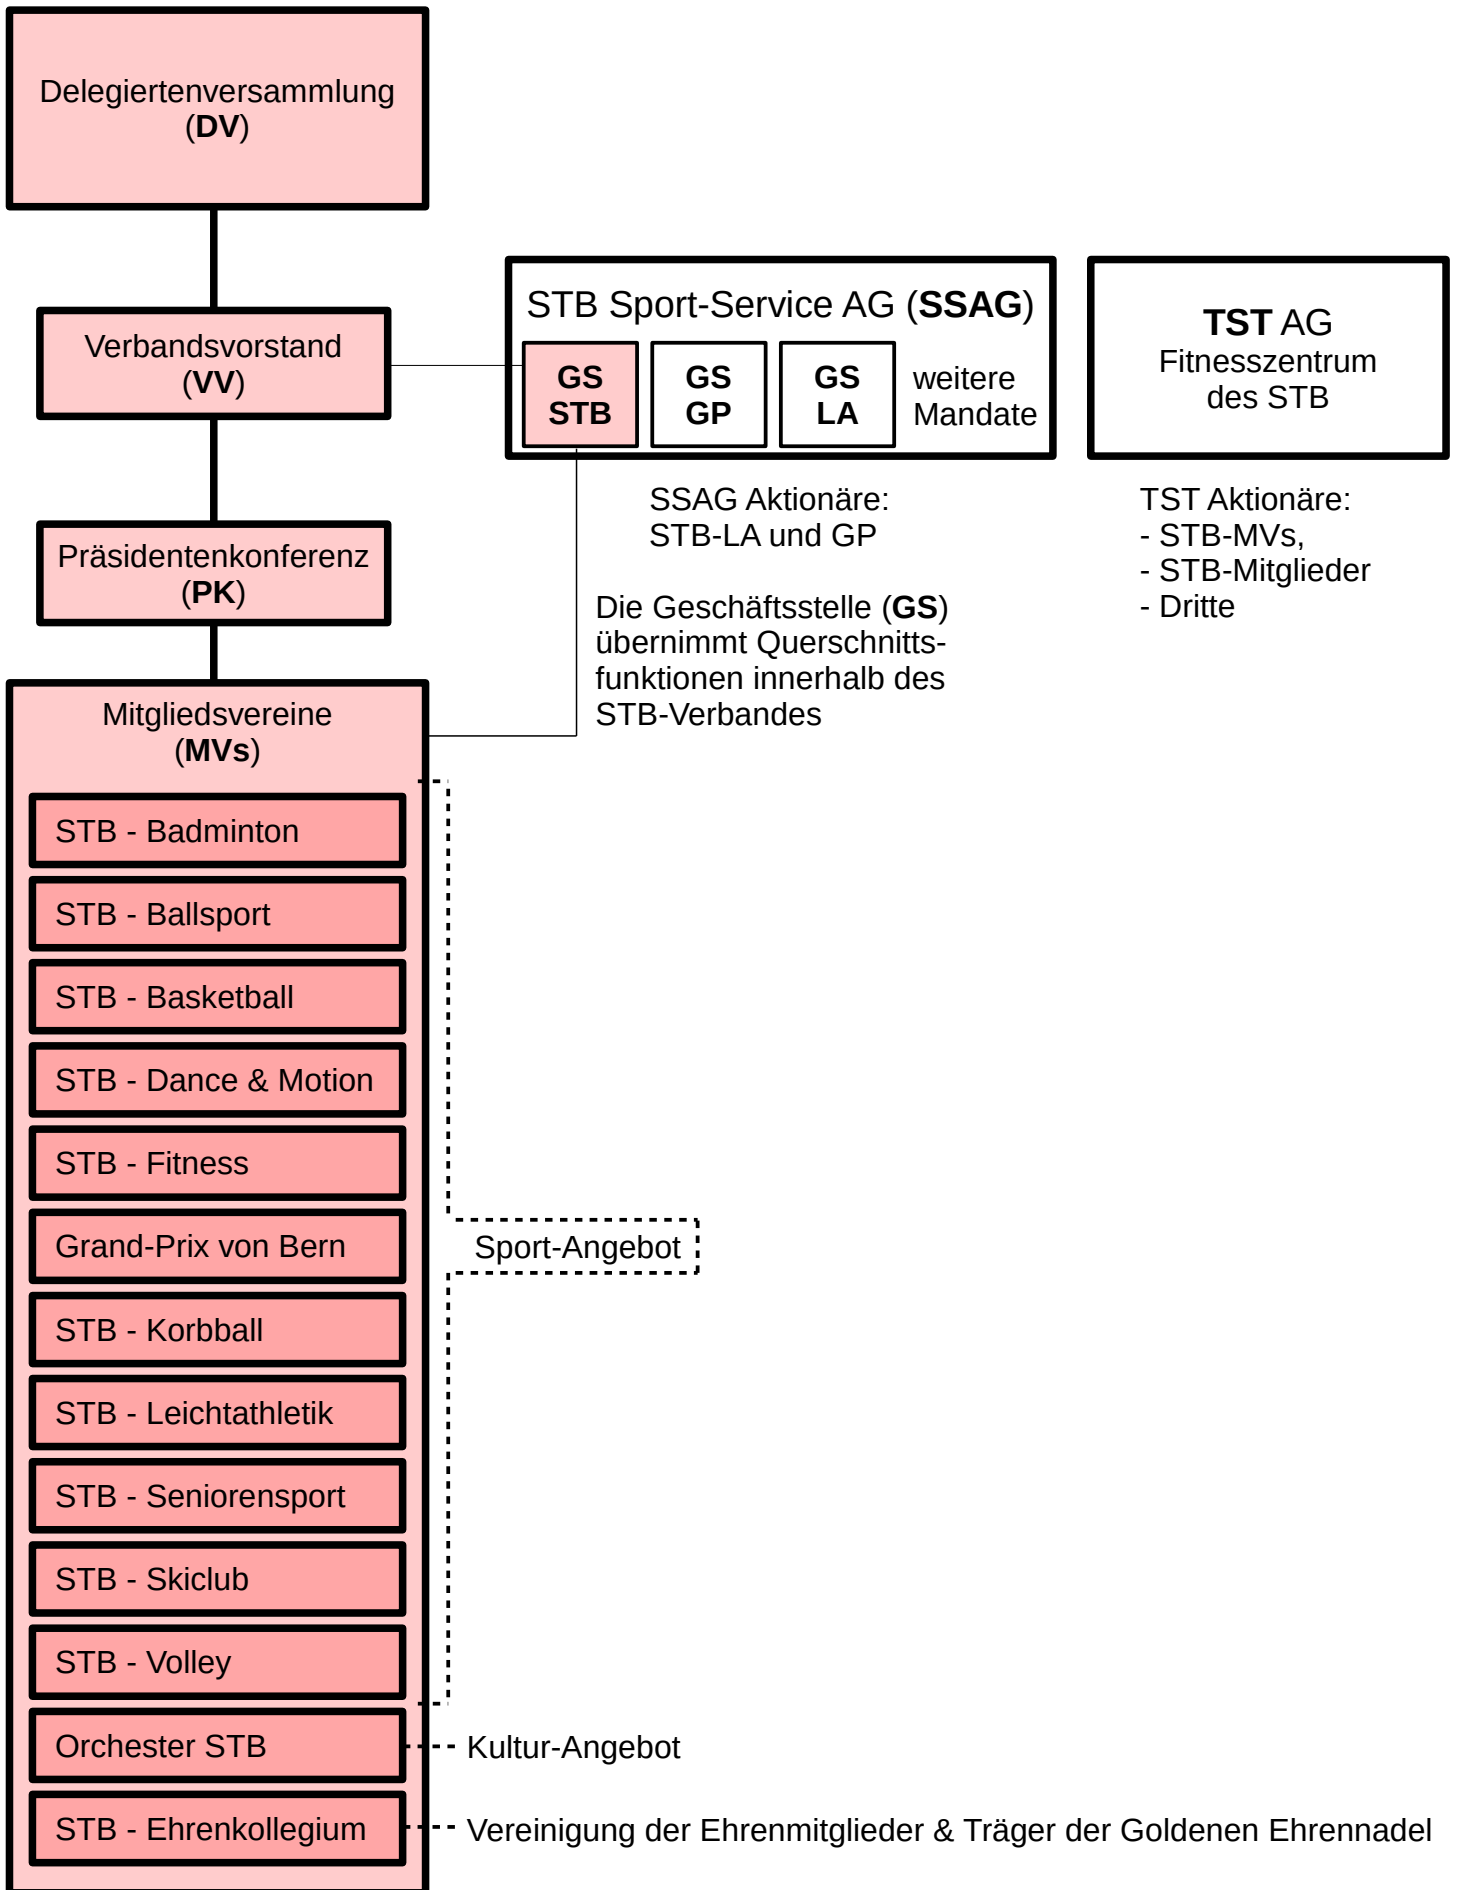 Delegiertenversammlung
(DV)
Verbandsvorstand
(VV)
STB Sport-Service AG (SSAG)
GS
STB
GS
GP
GS
LA
weitere
Mandate
TST AG
Fitnesszentrum
des STB
SSAG Aktionäre:
STB-LA und GP
TST Aktionäre:
- STB-MVs,
- STB-Mitglieder
- Dritte
Präsidentenkonferenz
(PK)
Die Geschäftsstelle (GS)
übernimmt Querschnitts-
funktionen innerhalb des
STB-Verbandes
Mitgliedsvereine
(MVs)
STB - Badminton
STB - Ballsport
STB - Basketball
STB - Dance & Motion
STB - Fitness
Grand-Prix von Bern
Sport-Angebot
STB - Korbball
STB - Leichtathletik
STB - Seniorensport
STB - Skiclub
STB - Volley
Orchester STB
Kultur-Angebot
STB - Ehrenkollegium
Vereinigung der Ehrenmitglieder & Träger der Goldenen Ehrennadel